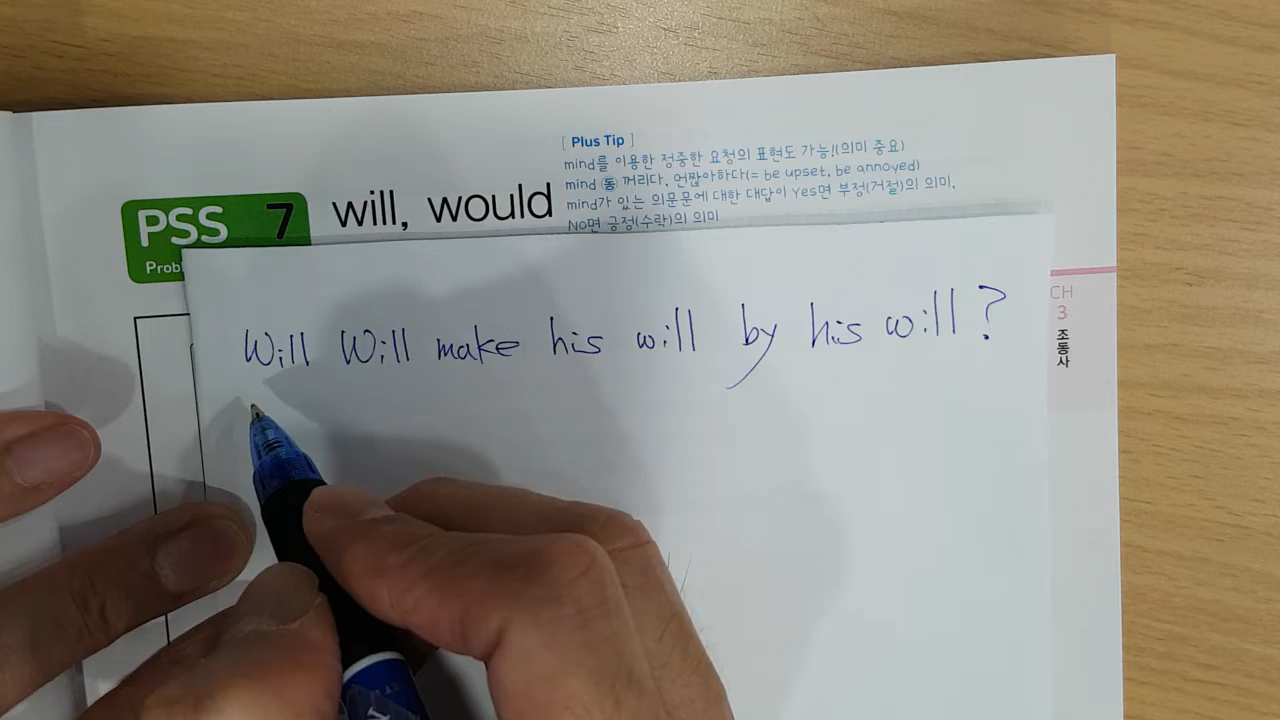 [ Plus Tip ]
mind를 이용한 정중한 요청의 표현도 가능!(의미 중요)
mind 동 꺼리다, 언짢아하다(= be upset, be annoyed)
mind가 있는 의문문에 대한 대답이 Yes면 부정(거절)의 의미,
No면 긍정(수락)의 의미
PSS 7 will, would
Probl
Will Will make his will by his will?
CH
3
조동사